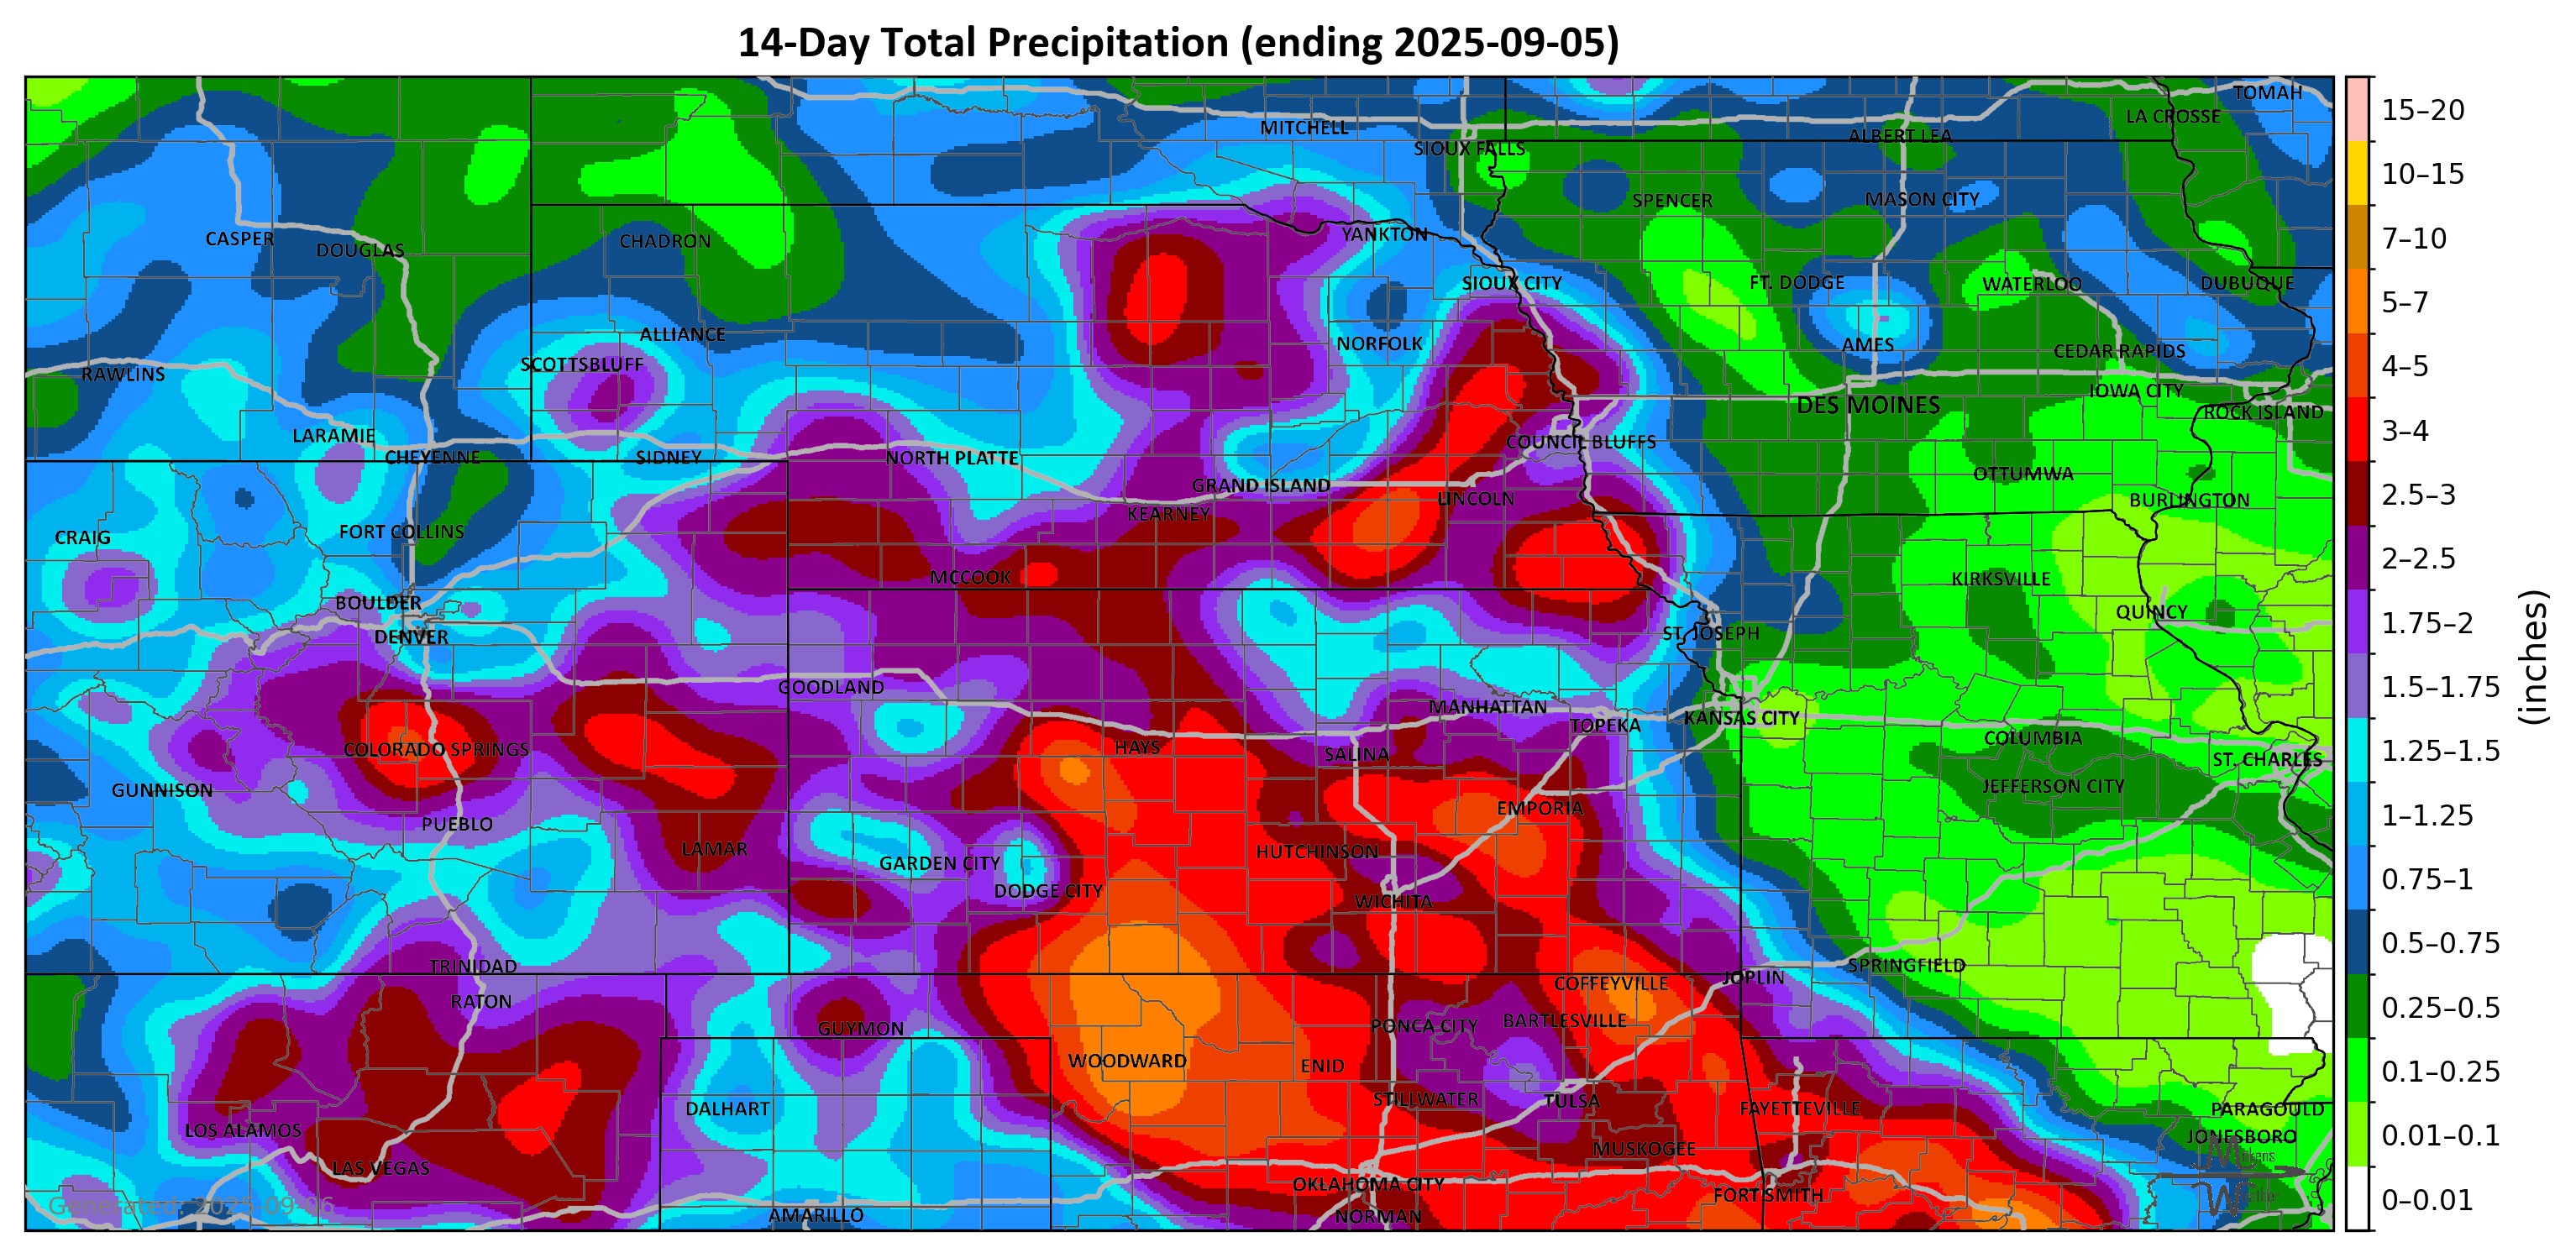 14-Day Total Precipitation (ending 2025-09-05)
TOMAH
LA CROSSE
MITCHELL
ALBERT LEA
SIOUX FALLS
SPENCER
MASON CITY
CASPER
DOUGLAS
CHADRON
YANKTON
SIOUX CITY
FT. DODGE
WATERLOO
DUBUQUE
ALLIANCE
NORFOLK
AMES
CEDAR RAPIDS
SCOTTSBLUFF
RAWLINS
IOWA CITY
DES MOINES
ROCK ISLAND
LARAMIE
COUNCIL BLUFFS
CHEYENNE
SIDNEY
NORTH PLATTE
OTTUMWA
GRAND ISLAND
LINCOLN
BURLINGTON
KEARNEY
FORT COLLINS
CRAIG
MCCOOK
KIRKSVILLE
BOULDER
QUINCY
DENVER
ST. JOSEPH
GOODLAND
MANHATTAN
KANSAS CITY
TOPEKA
COLUMBIA
COLORADO SPRINGS
HAYS
SALINA
ST. CHARLES
GUNNISON
JEFFERSON CITY
EMPORIA
PUEBLO
LAMAR
HUTCHINSON
GARDEN CITY
DODGE CITY
WICHITA
TRINIDAD
SPRINGFIELD
JOPLIN
COFFEYVILLE
RATON
GUYMON
PONCA CITY
BARTLESVILLE
WOODWARD
ENID
STILLWATER
TULSA
DALHART
FAYETTEVILLE
PARAGOULD
LOS ALAMOS
JONESBORO
MUSKOGEE
LAS VEGAS
OKLAHOMA CITY
FORT SMITH
AMARILLO
NORMAN
Generated: 2025-09-06
15–20
10–15
7–10
5–7
4–5
3–4
2.5–3
2–2.5
1.75–2
1.5–1.75
1.25–1.5
1–1.25
0.75–1
0.5–0.75
0.25–0.5
0.1–0.25
0.01–0.1
0–0.01
(inches)